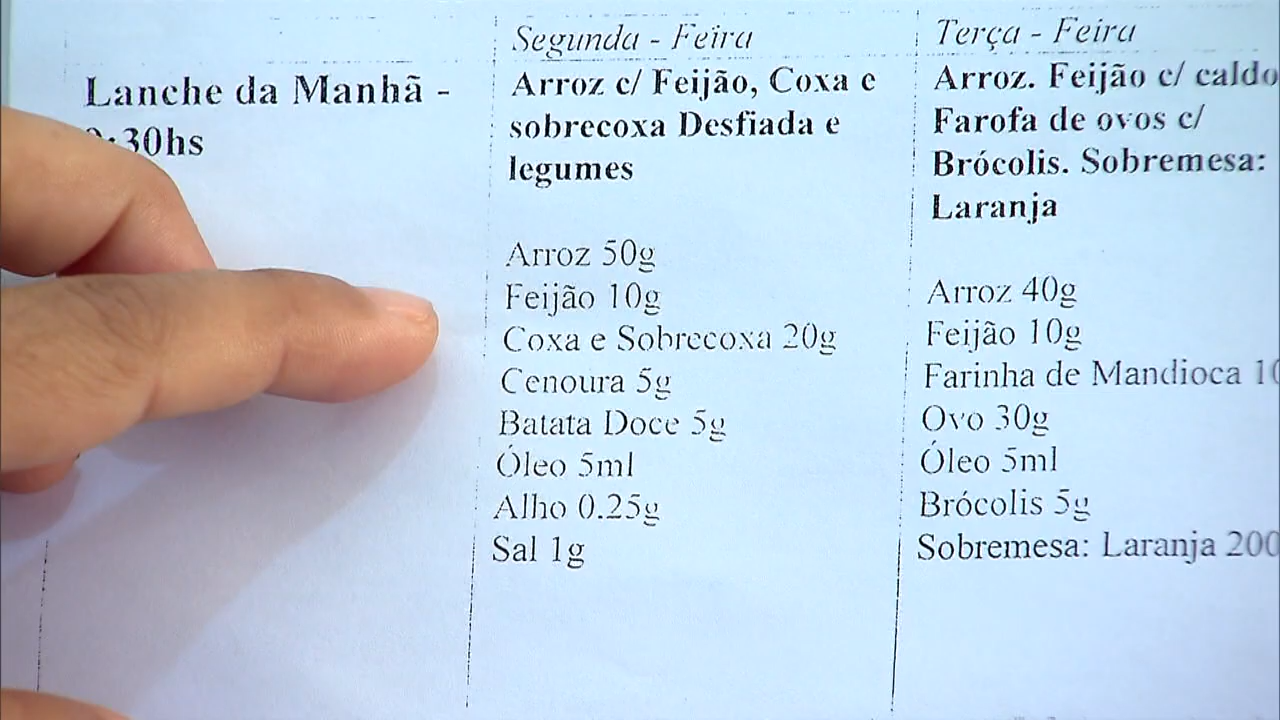 Lanche da Manhã -
:30hs
Segunda - Feira
Arroz c/ Feijão, Coxa e
sobrecoxa Desfiada e
legumes
Arroz 50g
Feijão 10g
Coxa e Sobrecoxa 20g
Cenoura 5g
Batata Doce 5g
Óleo 5ml
Alho 0.25g
Sal 1g
Terça - Feira
Arroz. Feijão c/ caldo
Farofa de ovos c/
Brócolis. Sobremesa:
Laranja
Arroz 40g
Feijão 10g
Farinha de Mandioca
Ovo 30g
Óleo 5ml
Brócolis 5g
Sobremesa: Laranja 200